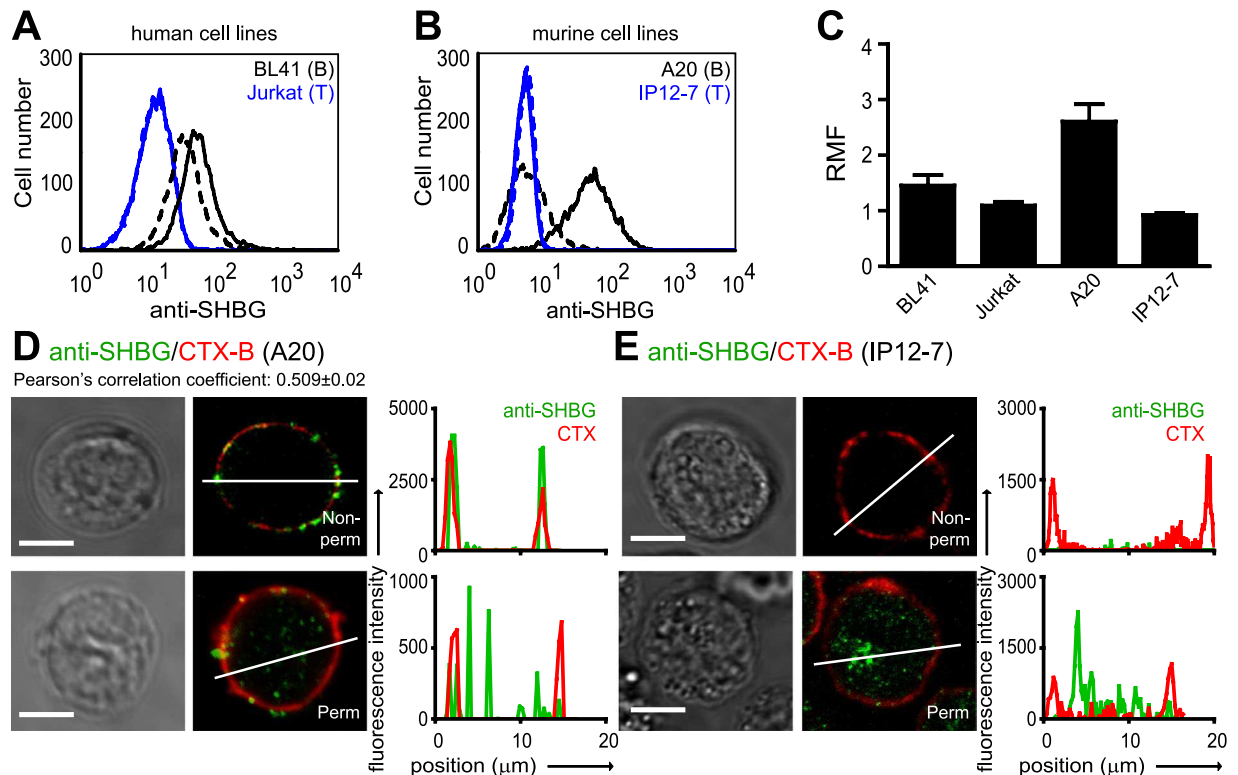 A
human cell lines
300
200
100
0
Cell number
BL41 (B)
Jurkat (T)
10^0 10^1 10^2 10^3 10^4
anti-SHBG
B
murine cell lines
300
200
100
0
Cell number
A20 (B)
IP12-7 (T)
10^0 10^1 10^2 10^3 10^4
anti-SHBG
C
4
3
2
1
0
RMF
BL41 Jurkat A20 IP12-7
D anti-SHBG/CTX-B (A20)
Pearson's correlation coefficient: 0.509±0.02
Non-
perm
5000
2500
0
anti-SHBG
CTX
Perm
fluorescence intensity
1000
500
0
0 10 20
position (μm)
E anti-SHBG/CTX-B (IP12-7)
Non-
perm
3000
1500
0
anti-SHBG
CTX
Perm
fluorescence intensity
3000
1500
0
0 10 20
position (μm)